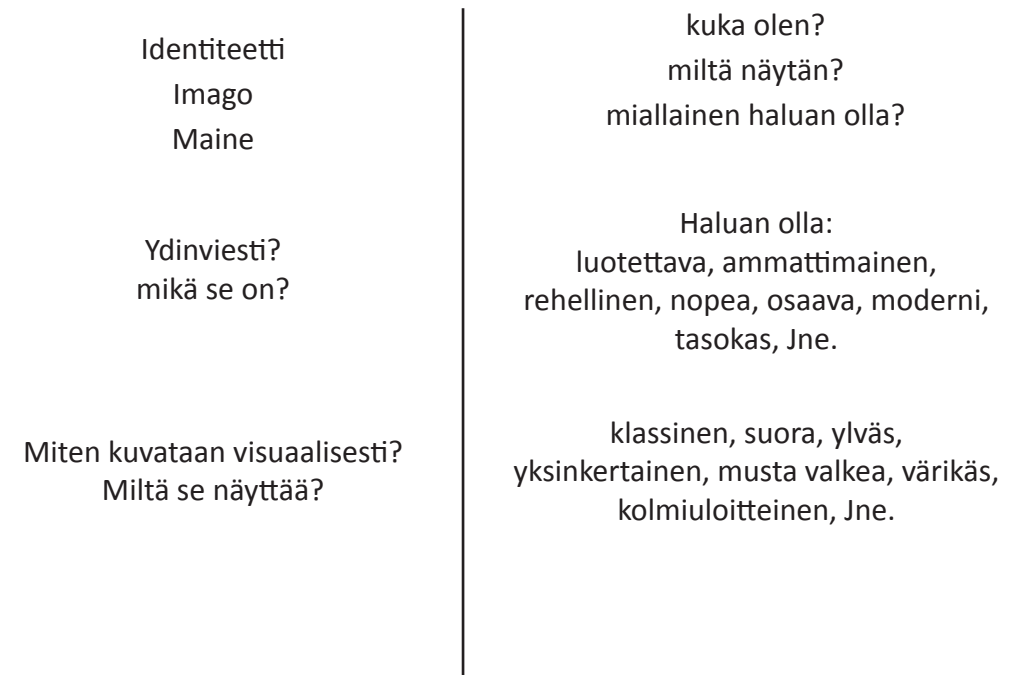 Identiteetti
Imago
Maine
kuka olen?
miltä näytän?
miallainen haluan olla?
Ydinviesti?
mikä se on?
Haluan olla:
luotettava, ammattimainen,
rehellinen, nopea, osaava, moderni,
tasokas, Jne.
Miten kuvataan visuaalisesti?
Miltä se näyttää?
klassinen, suora, ylväs,
yksinkertainen, musta valkea, värikäs,
kolmiuloitteinen, Jne.